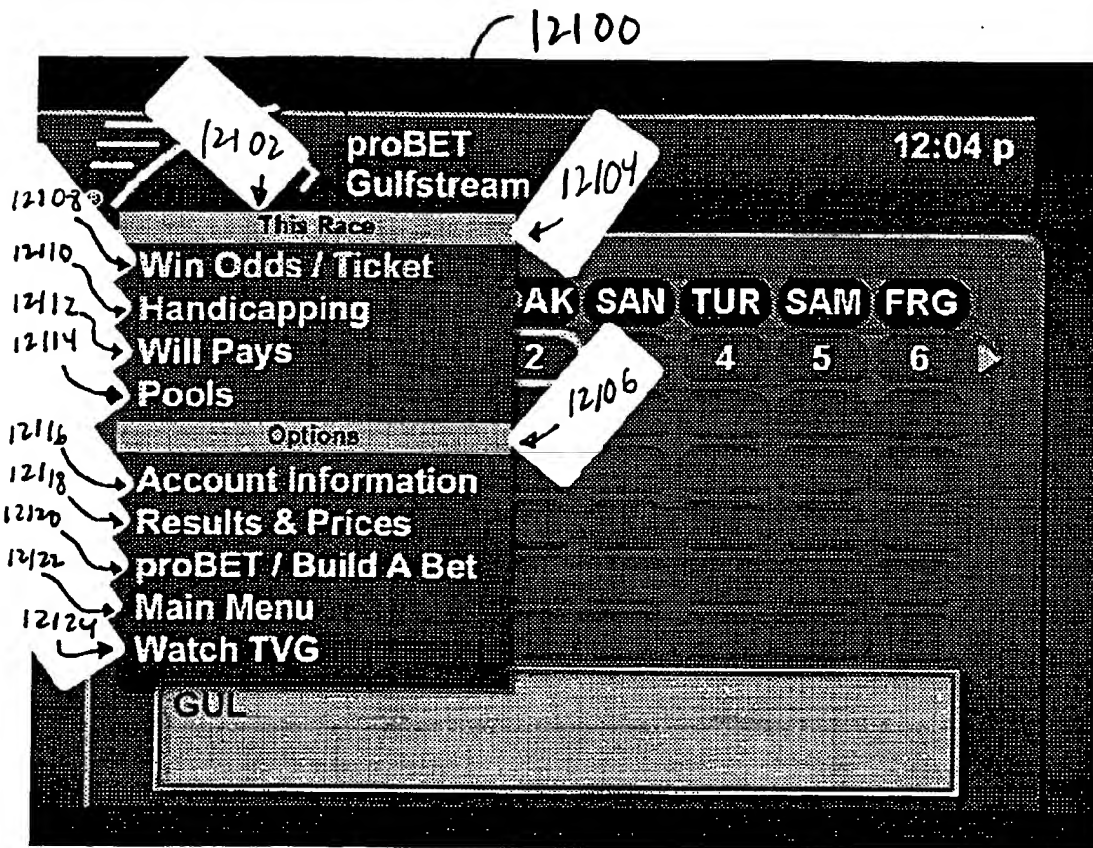 12100
12102
proBET
12:04 p
Gulfstream
12104
12108
This Race
12110
Win Odds / Ticket
12112
Handicapping
AK SAN TUR SAM FRG
12114
Will Pays
2 4 5 6
Pools
12106
12116
Options
12118
Account Information
12120
Results & Prices
12122
proBET / Build A Bet
12124
Main Menu
Watch TVG
GUL